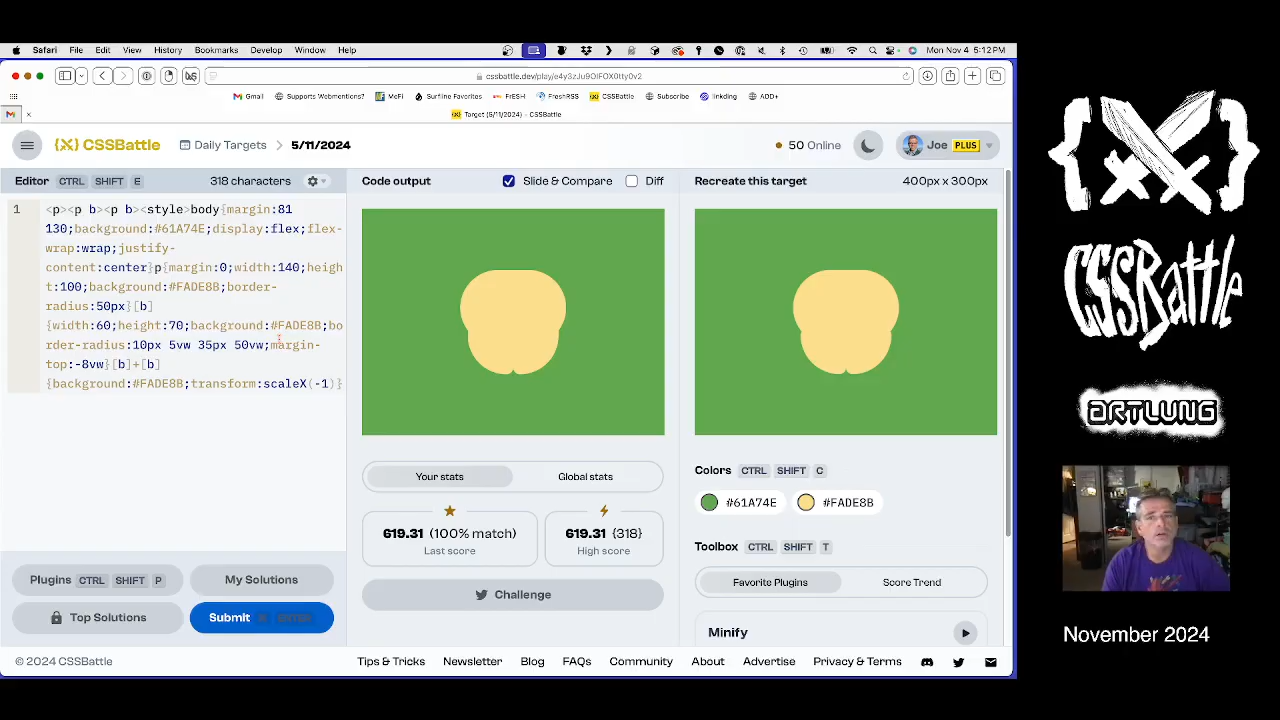 Safari File Edit View History Bookmarks Develop Window Help Mon Nov 4 5:12 PM
cssbattle.dev/play/e4y3zJu9OIFOX0tty0v2
Gmail Supports Webmentions? MeFi Surfline Favorites FrESH FreshRSS CSSBattle Subscribe linkding ADD+
Target (5/11/2024) - CSSBattle
CSSBattle Daily Targets > 5/11/2024 50 Online Joe PLUS
Editor CTRL SHIFT E 318 characters Code output Slide & Compare Diff Recreate this target 400px x 300px
1 <p><p b><p b><style>body{margin:81
130;background:#61A74E;display:flex;flex-
wrap:wrap;justify-
content:center}p{margin:0;width:140;heigh
t:100;background:#FADE8B;border-
radius:50px}[b]
{width:60;height:70;background:#FADE8B;bo
rder-radius:10px 5vw 35px 50vw;margin-
top:-8vw}[b]+[b]
{background:#FADE8B;transform:scaleX(-1)}
Your stats Global stats
619.31 (100% match) 619.31 {318}
Last score High score
Challenge
Colors CTRL SHIFT C
#61A74E #FADE8B
Toolbox CTRL SHIFT T
Favorite Plugins Score Trend
Minify
Plugins CTRL SHIFT P My Solutions
Top Solutions Submit
© 2024 CSSBattle Tips & Tricks Newsletter Blog FAQs Community About Advertise Privacy & Terms
CSSBattle
ARTLUNG
November 2024